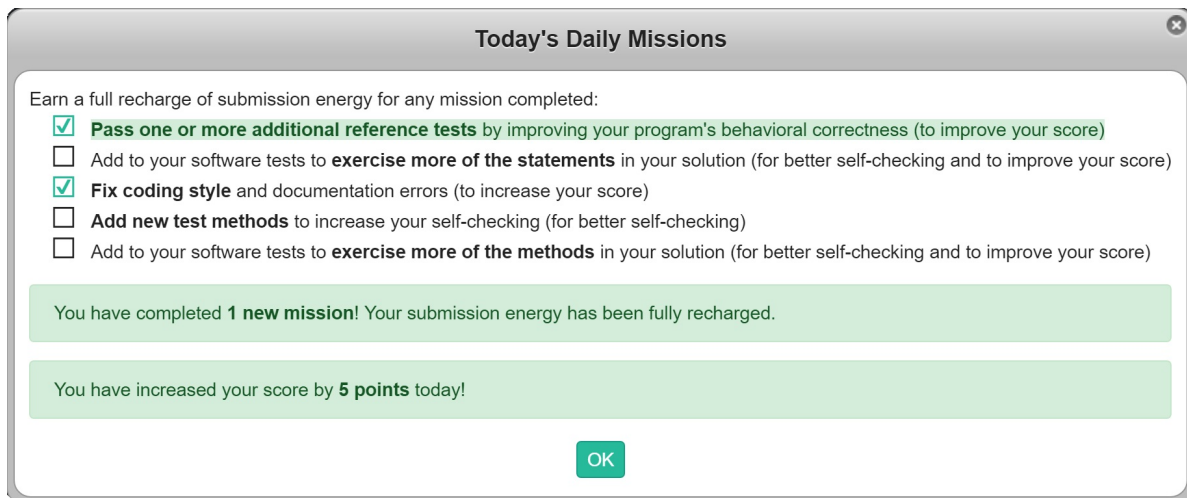 Today's Daily Missions
Earn a full recharge of submission energy for any mission completed:
Pass one or more additional reference tests by improving your program's behavioral correctness (to improve your score)
Add to your software tests to exercise more of the statements in your solution (for better self-checking and to improve your score)
Fix coding style and documentation errors (to increase your score)
Add new test methods to increase your self-checking (for better self-checking)
Add to your software tests to exercise more of the methods in your solution (for better self-checking and to improve your score)
You have completed 1 new mission! Your submission energy has been fully recharged.
You have increased your score by 5 points today!
OK